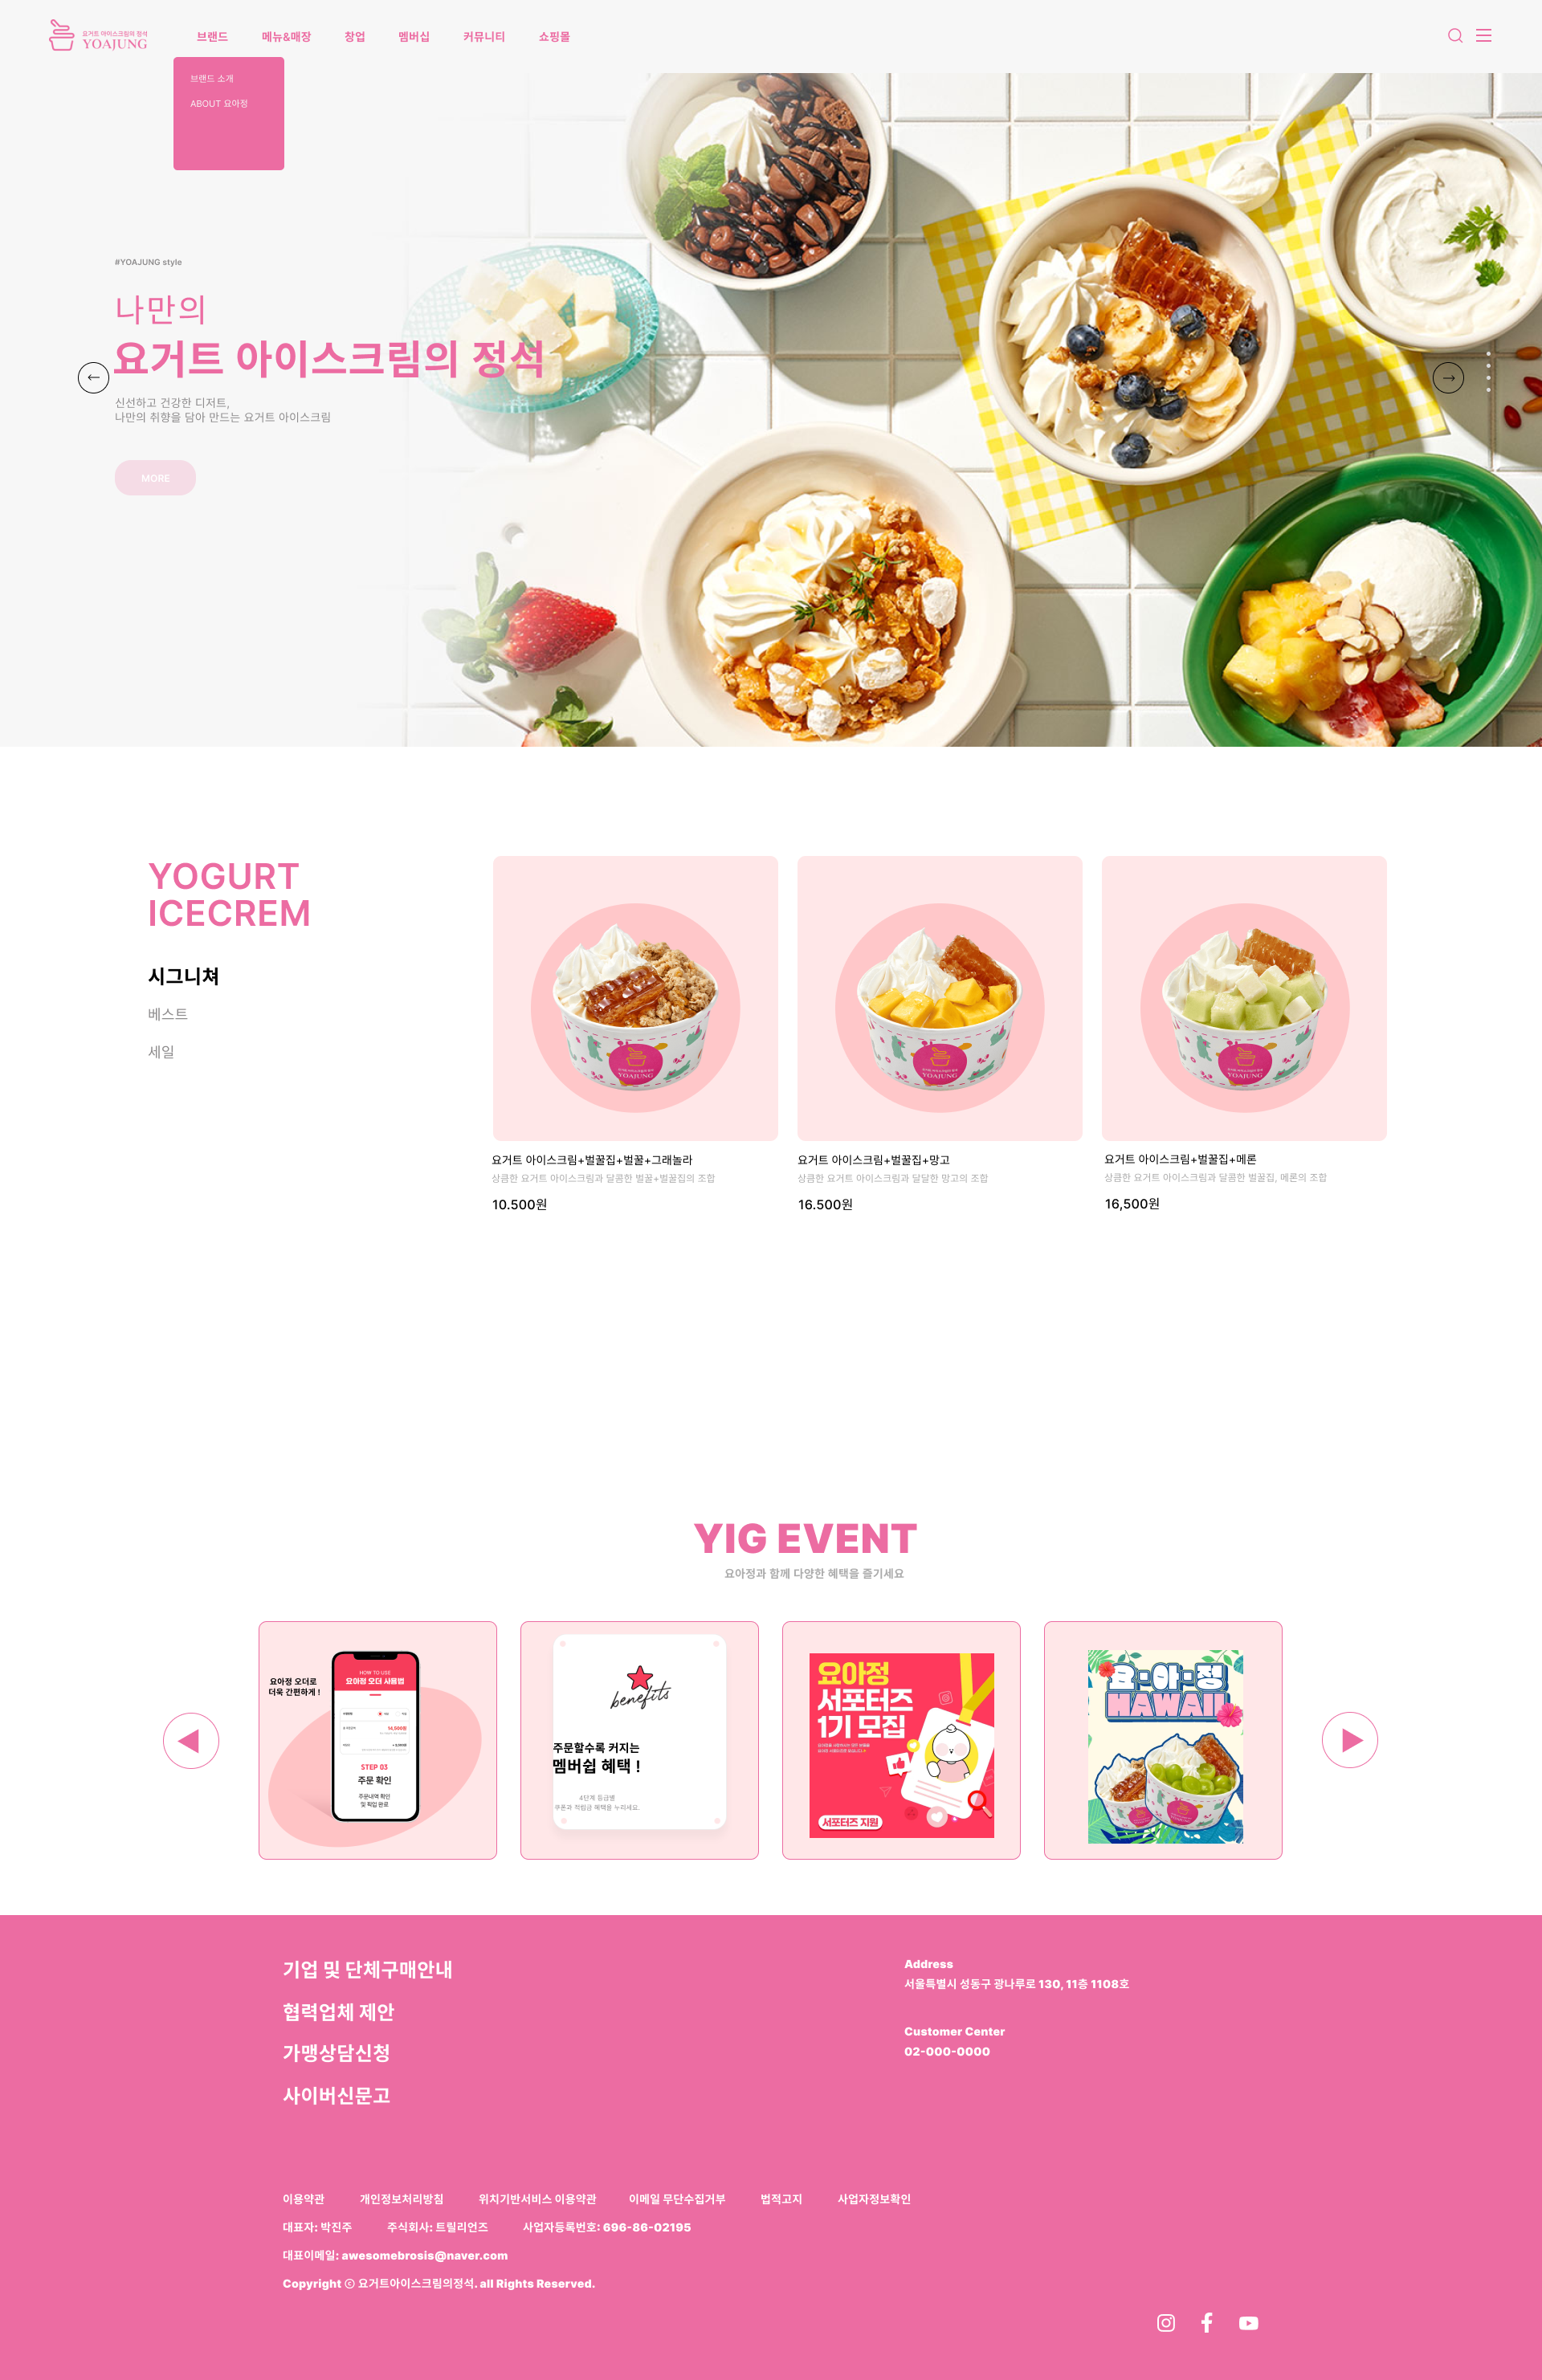 요거트 아이스크림의 정석
YOAJUNG
브랜드 메뉴&매장 창업 멤버십 커뮤니티 쇼핑몰
브랜드 소개
ABOUT 요아정
#YOAJUNG style
나만의
요거트 아이스크림의 정석
신선하고 건강한 디저트,
나만의 취향을 담아 만드는 요거트 아이스크림
MORE
YOGURT
ICECREM
시그니쳐
베스트
세일
YOAJUNG
YOAJUNG
YOAJUNG
요거트 아이스크림+벌꿀집+벌꿀+그래놀라
상큼한 요거트 아이스크림과 달콤한 벌꿀+벌꿀집의 조합
10.500원
요거트 아이스크림+벌꿀집+망고
상큼한 요거트 아이스크림과 달달한 망고의 조합
16.500원
요거트 아이스크림+벌꿀집+메론
상큼한 요거트 아이스크림과 달콤한 벌꿀집, 메론의 조합
16,500원
YIG EVENT
요아정과 함께 다양한 혜택을 즐기세요
요아정 오더로
더욱 간편하게 !
HOW TO USE
요아정 오더 사용법
14,500원
STEP 03
주문 확인
주문내역 확인
및 픽업 완료
benefits
주문할수록 커지는
멤버쉽 혜택 !
4단계 등급별
쿠폰과 적립금 혜택을 누리세요.
요아정
서포터즈
1기 모집
서포터즈 지원
요-아-정
HAWAII
기업 및 단체구매안내
협력업체 제안
가맹상담신청
사이버신문고
Address
서울특별시 성동구 광나루로 130, 11층 1108호
Customer Center
02-000-0000
이용약관 개인정보처리방침 위치기반서비스 이용약관 이메일 무단수집거부 법적고지 사업자정보확인
대표자: 박진주 주식회사: 트릴리언즈 사업자등록번호: 696-86-02195
대표이메일: awesomebrosis@naver.com
Copyright ⓒ 요거트아이스크림의정석. all Rights Reserved.